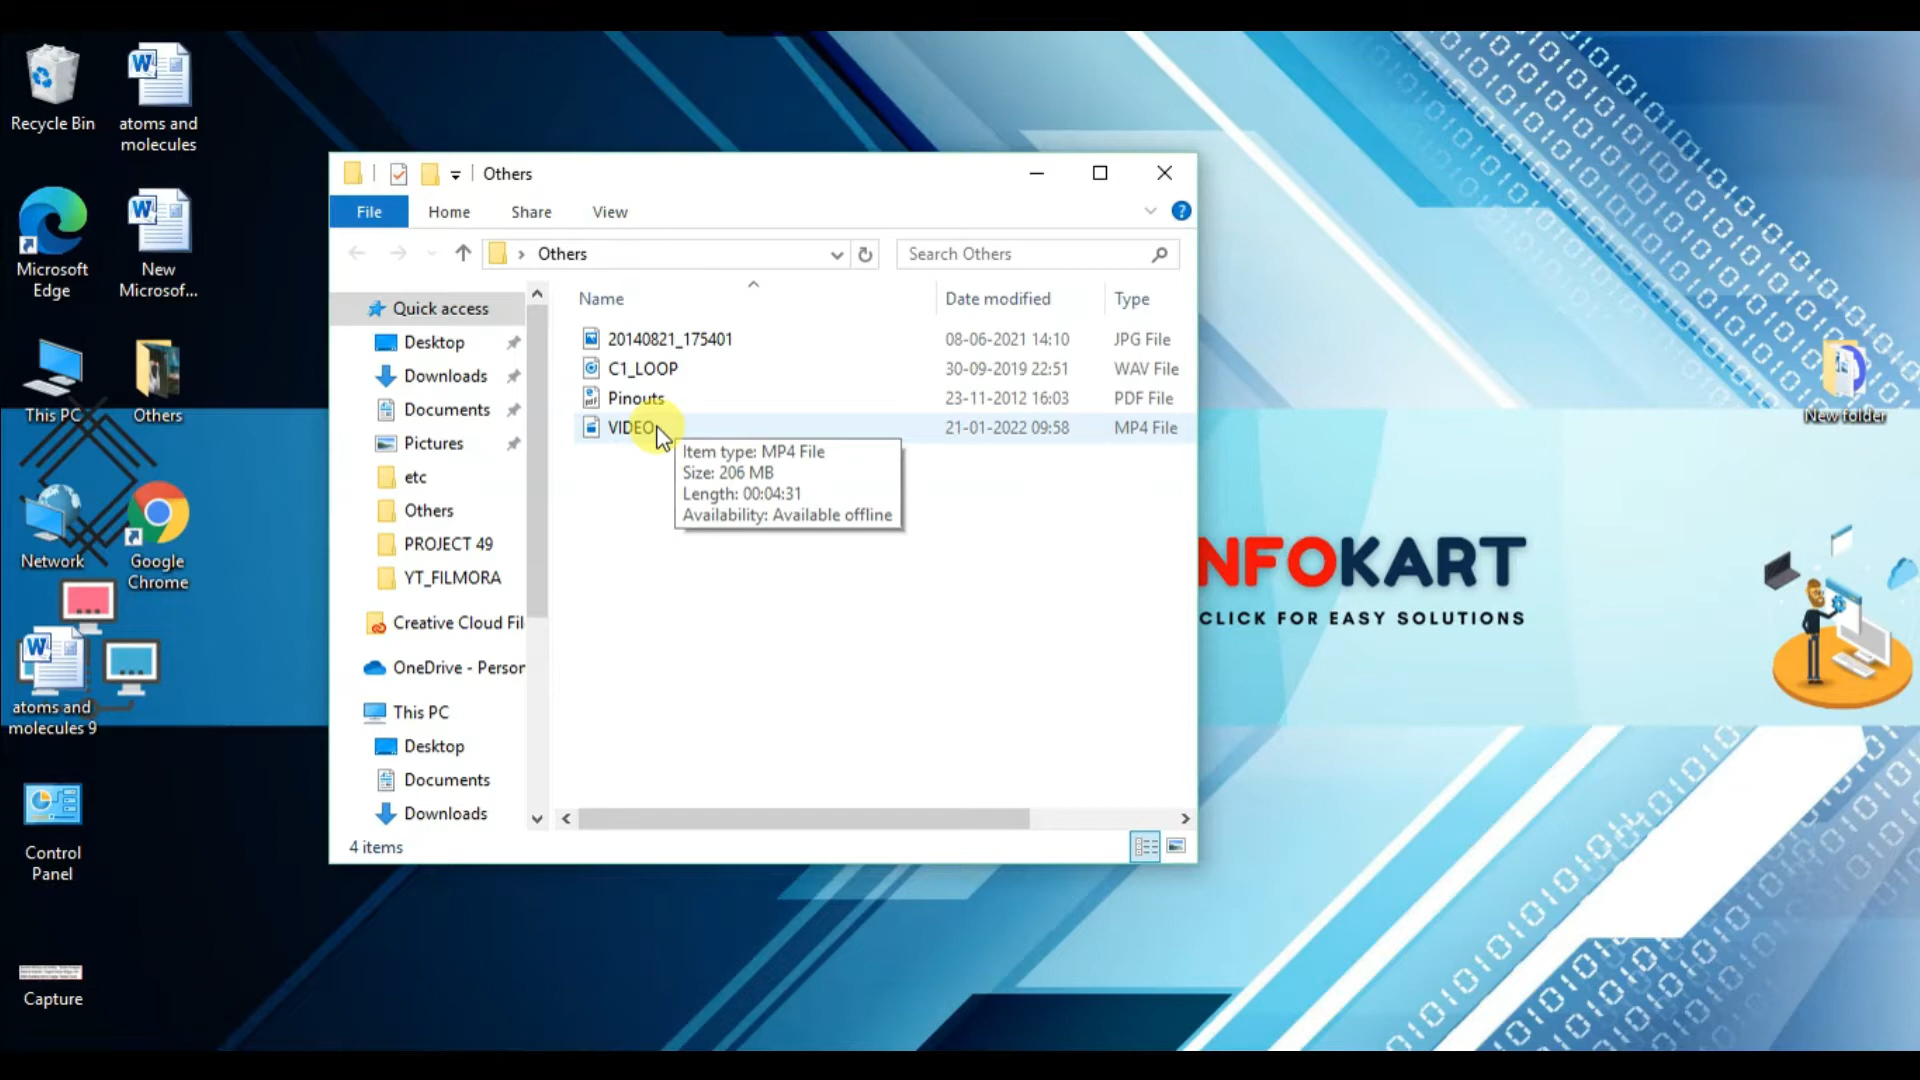 Recycle Bin
atoms and
molecules
Microsoft
Edge
New
Microsof...
This PC
Others
Network
Google
Chrome
atoms and
molecules 9
Control
Panel
Capture
Others
File
Home
Share
View
Others
Search Others
Quick access
Desktop
Downloads
Documents
Pictures
etc
Others
PROJECT 49
YT_FILMORA
Creative Cloud Fil
OneDrive - Person
This PC
Desktop
Documents
Downloads
Name
Date modified
Type
20140821_175401
08-06-2021 14:10
JPG File
C1_LOOP
30-09-2019 22:51
WAV File
Pinouts
23-11-2012 16:03
PDF File
VIDEO
21-01-2022 09:58
MP4 File
Item type: MP4 File
Size: 206 MB
Length: 00:04:31
Availability: Available offline
4 items
New folder
NFOKART
CLICK FOR EASY SOLUTIONS